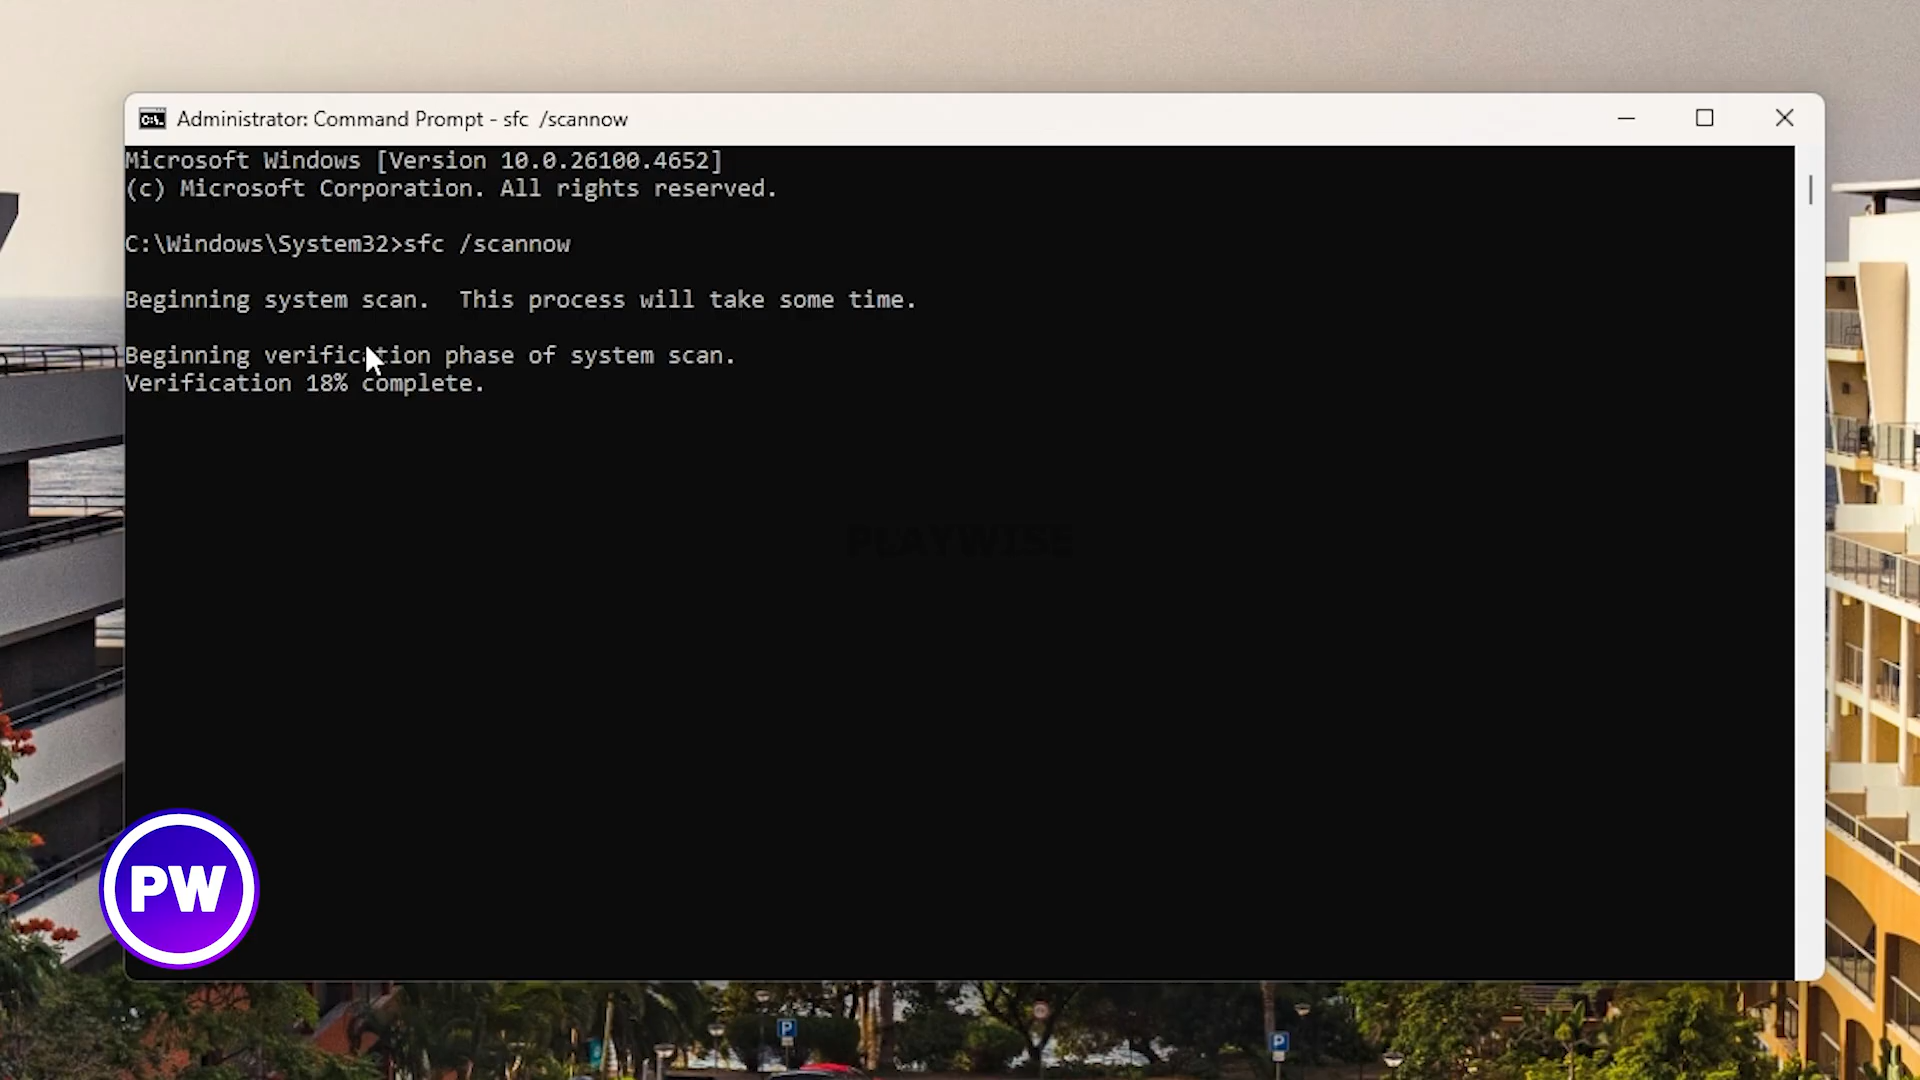 Administrator: Command Prompt - sfc  /scannow
Microsoft Windows [Version 10.0.26100.4652]
(c) Microsoft Corporation. All rights reserved.
C:\Windows\System32>sfc /scannow
Beginning system scan.  This process will take some time.
Beginning verification phase of system scan.
Verification 18% complete.
PLAYWISE
PW
P
P